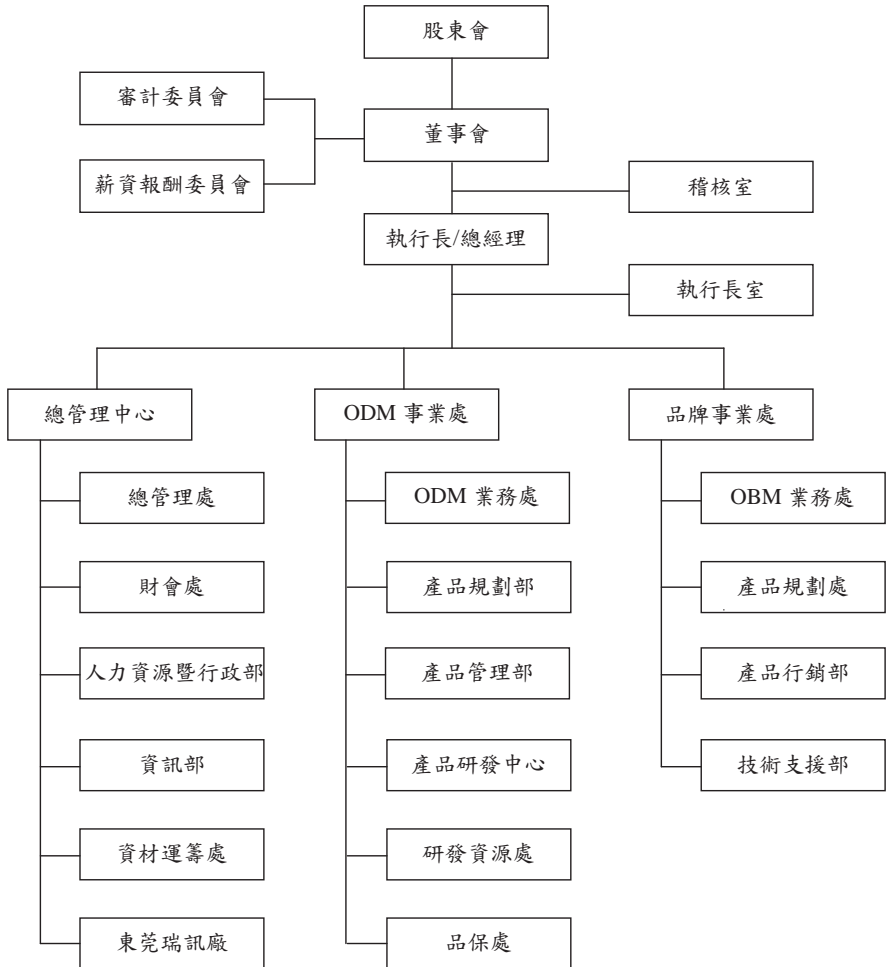 股東會
審計委員會
董事會
薪資報酬委員會
稽核室
執行長/總經理
執行長室
總管理中心
ODM 事業處
品牌事業處
總管理處
ODM 業務處
OBM 業務處
財會處
產品規劃部
產品規劃處
人力資源暨行政部
產品管理部
產品行銷部
資訊部
產品研發中心
技術支援部
資材運籌處
研發資源處
東莞瑞訊廠
品保處